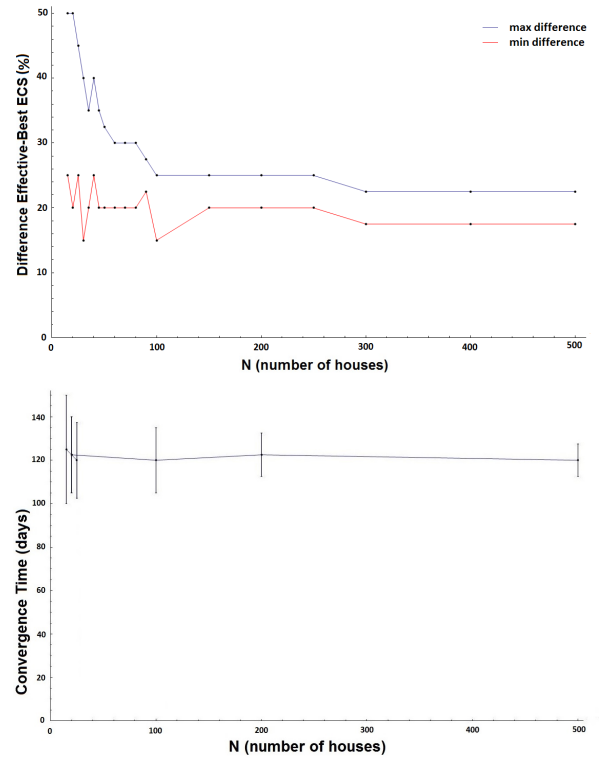 50
max difference
min difference
40
30
20
10
0
Difference Effective-Best ECS (%)
0 100 200 300 400 500
N (number of houses)
140
120
100
80
60
40
20
0
Convergence Time (days)
0 100 200 300 400 500
N (number of houses)